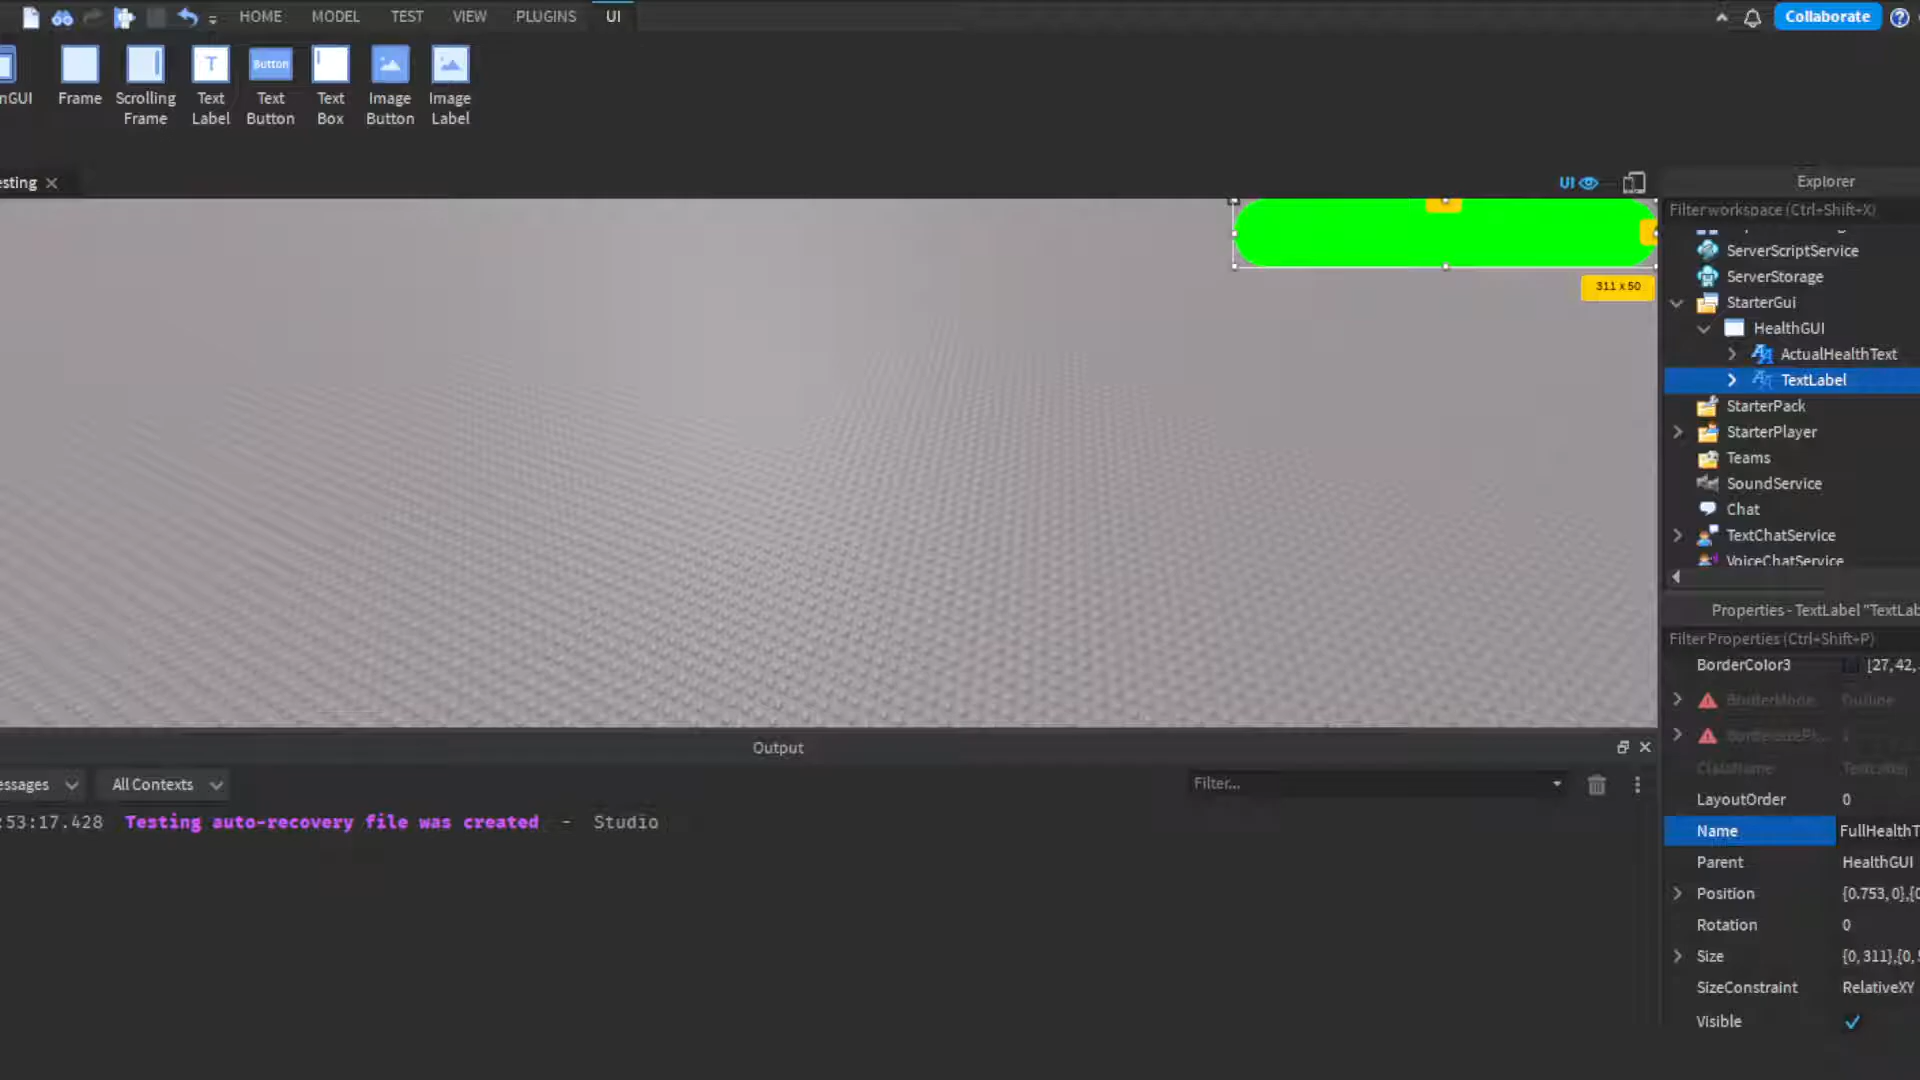 HOME MODEL TEST VIEW PLUGINS UI
Collaborate
nGUI
Frame
Scrolling
Frame
Text
Label
Button
Text
Button
Text
Box
Image
Button
Image
Label
esting
UI
Explorer
Filter workspace (Ctrl+Shift+X)
ServerScriptService
ServerStorage
StarterGui
HealthGUI
ActualHealthText
TextLabel
StarterPack
StarterPlayer
Teams
SoundService
Chat
TextChatService
VoiceChatService
311 x 50
Properties - TextLabel "TextLab
Filter Properties (Ctrl+Shift+P)
BorderColor3 [27, 42,
BorderMode Outline
ClassName TextLabel
LayoutOrder 0
Name FullHealthT
Parent HealthGUI
Position {0.753, 0},{0
Rotation 0
Size {0, 311},{0,
SizeConstraint RelativeXY
Visible
Output
essages All Contexts Filter...
:53:17.428 Testing auto-recovery file was created - Studio